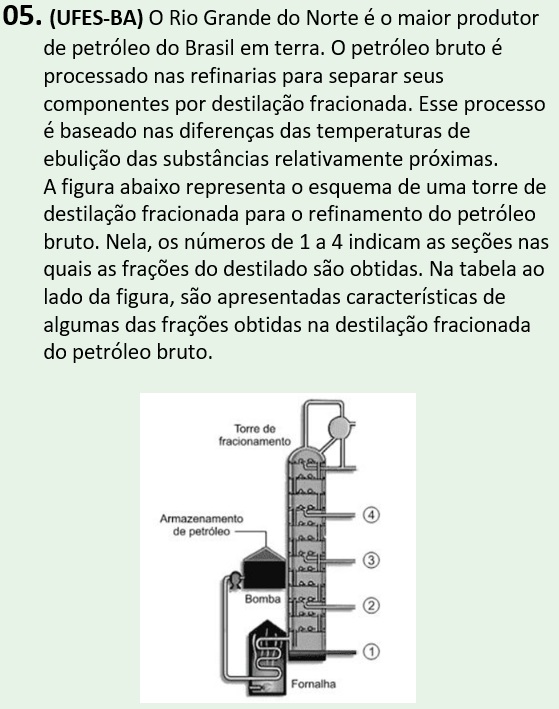 05. (UFES-BA) O Rio Grande do Norte é o maior produtor
de petróleo do Brasil em terra. O petróleo bruto é
processado nas refinarias para separar seus
componentes por destilação fracionada. Esse processo
é baseado nas diferenças das temperaturas de
ebulição das substâncias relativamente próximas.
A figura abaixo representa o esquema de uma torre de
destilação fracionada para o refinamento do petróleo
bruto. Nela, os números de 1 a 4 indicam as seções nas
quais as frações do destilado são obtidas. Na tabela ao
lado da figura, são apresentadas características de
algumas das frações obtidas na destilação fracionada
do petróleo bruto.
Torre de
fracionamento
4
Armazenamento
de petróleo
3
Bomba
2
1
Fornalha